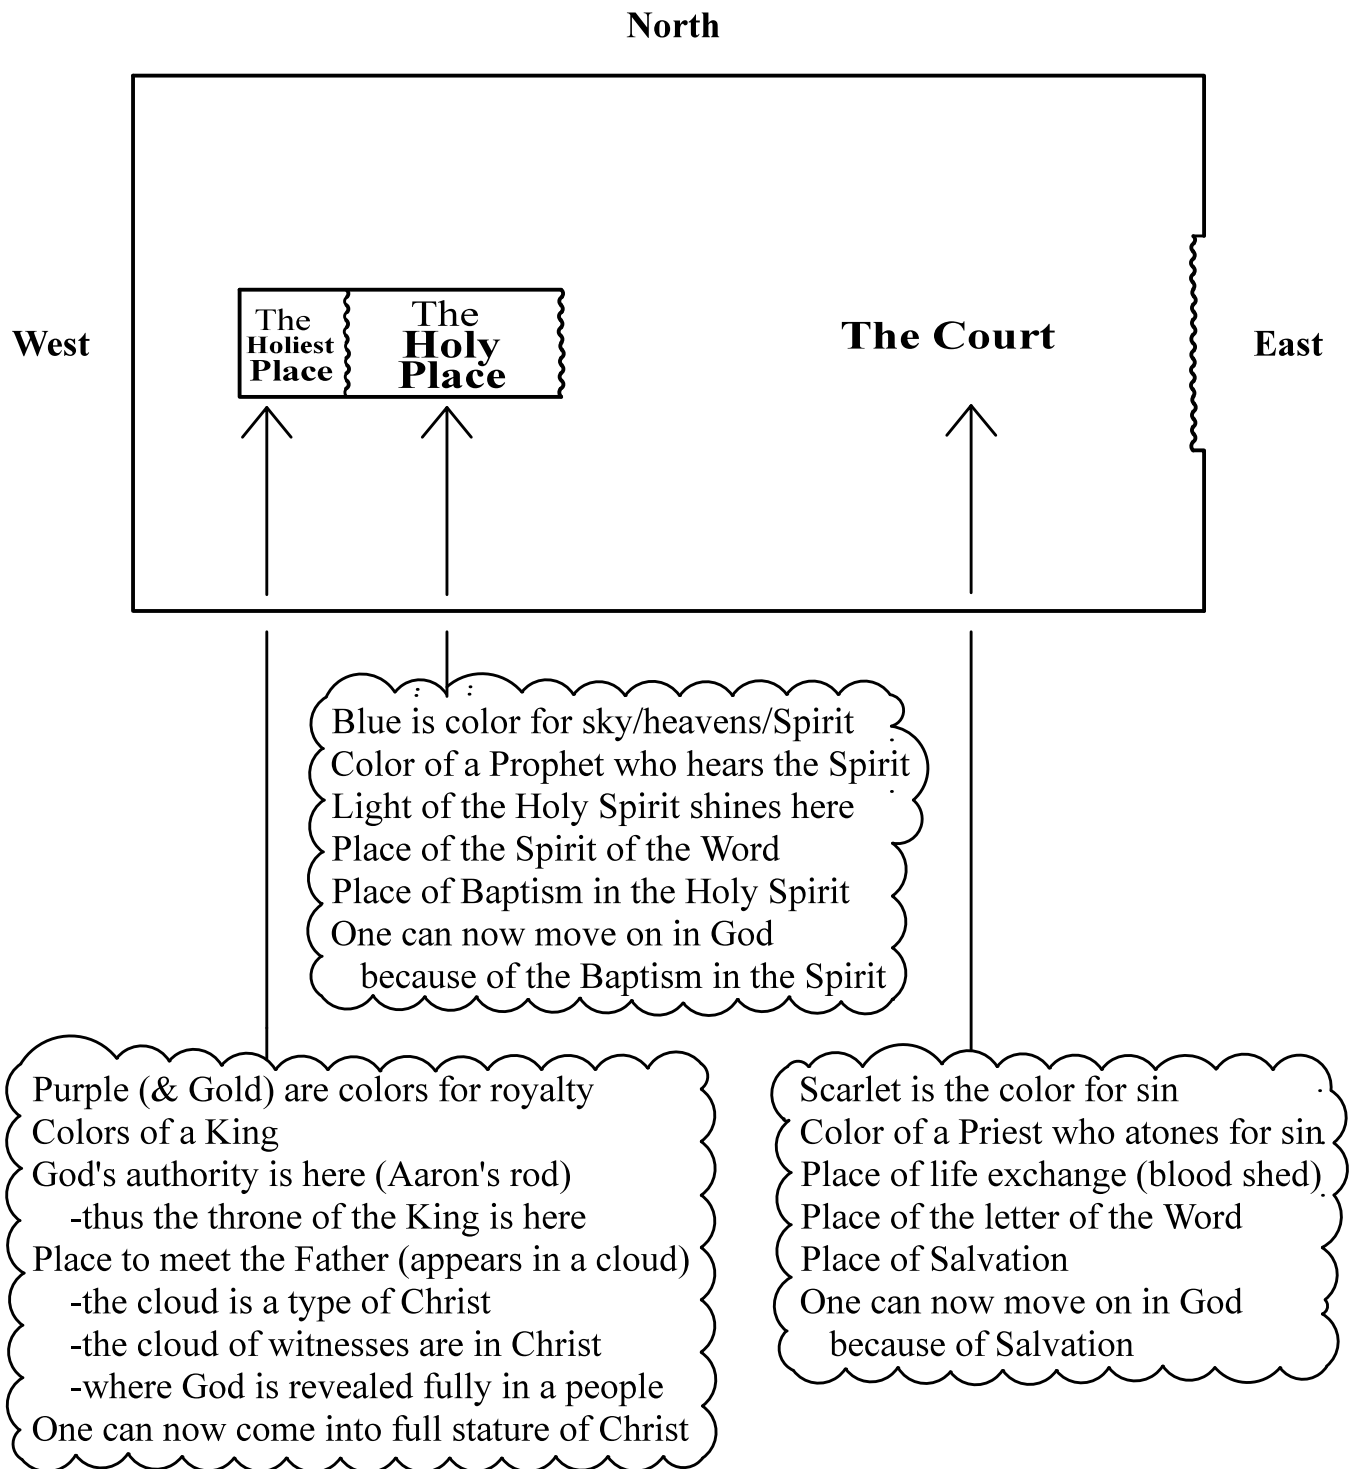 North
West
The
Holiest
Place
The
Holy
Place
The Court
East
Blue is color for sky/heavens/Spirit
Color of a Prophet who hears the Spirit
Light of the Holy Spirit shines here
Place of the Spirit of the Word
Place of Baptism in the Holy Spirit
One can now move on in God
because of the Baptism in the Spirit
Purple (& Gold) are colors for royalty
Colors of a King
God's authority is here (Aaron's rod)
-thus the throne of the King is here
Place to meet the Father (appears in a cloud)
-the cloud is a type of Christ
-the cloud of witnesses are in Christ
-where God is revealed fully in a people
One can now come into full stature of Christ
Scarlet is the color for sin
Color of a Priest who atones for sin
Place of life exchange (blood shed)
Place of the letter of the Word
Place of Salvation
One can now move on in God
because of Salvation